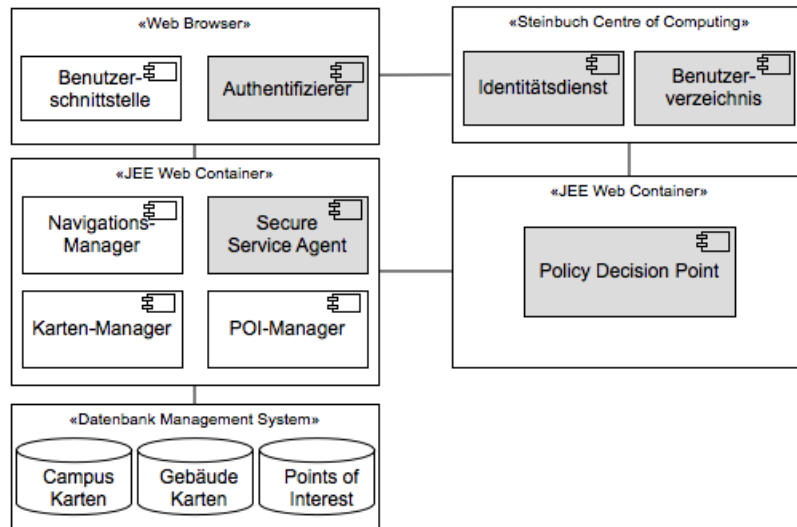 «Web Browser»
Benutzer-
schnittstelle
Authentifizierer
«Steinbuch Centre of Computing»
Identitätsdienst
Benutzer-
verzeichnis
«JEE Web Container»
Navigations-
Manager
Secure
Service Agent
Karten-Manager
POI-Manager
«JEE Web Container»
Policy Decision Point
«Datenbank Management System»
Campus
Karten
Gebäude
Karten
Points of
Interest